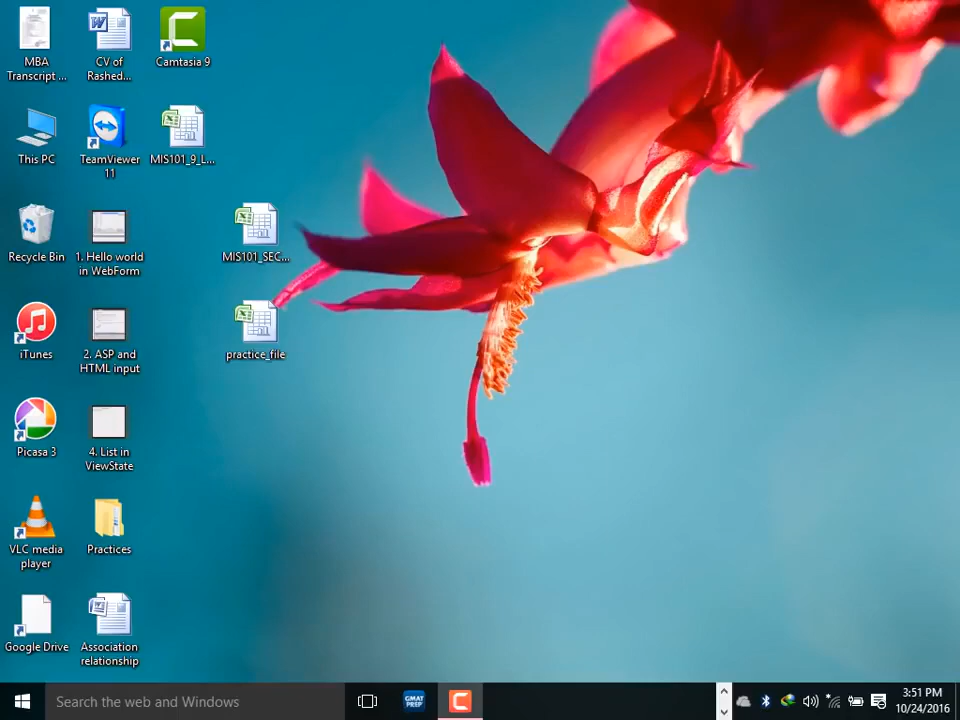 MBA
Transcript ...
CV of
Rashed...
Camtasia 9
This PC
TeamViewer
11
MIS101_9_L...
Recycle Bin
1. Hello world
in WebForm
MIS101_SEC...
iTunes
2. ASP and
HTML input
practice_file
Picasa 3
4. List in
ViewState
VLC media
player
Practices
Google Drive
Association
relationship
Search the web and Windows
GMAT
PREP
3:51 PM
10/24/2016